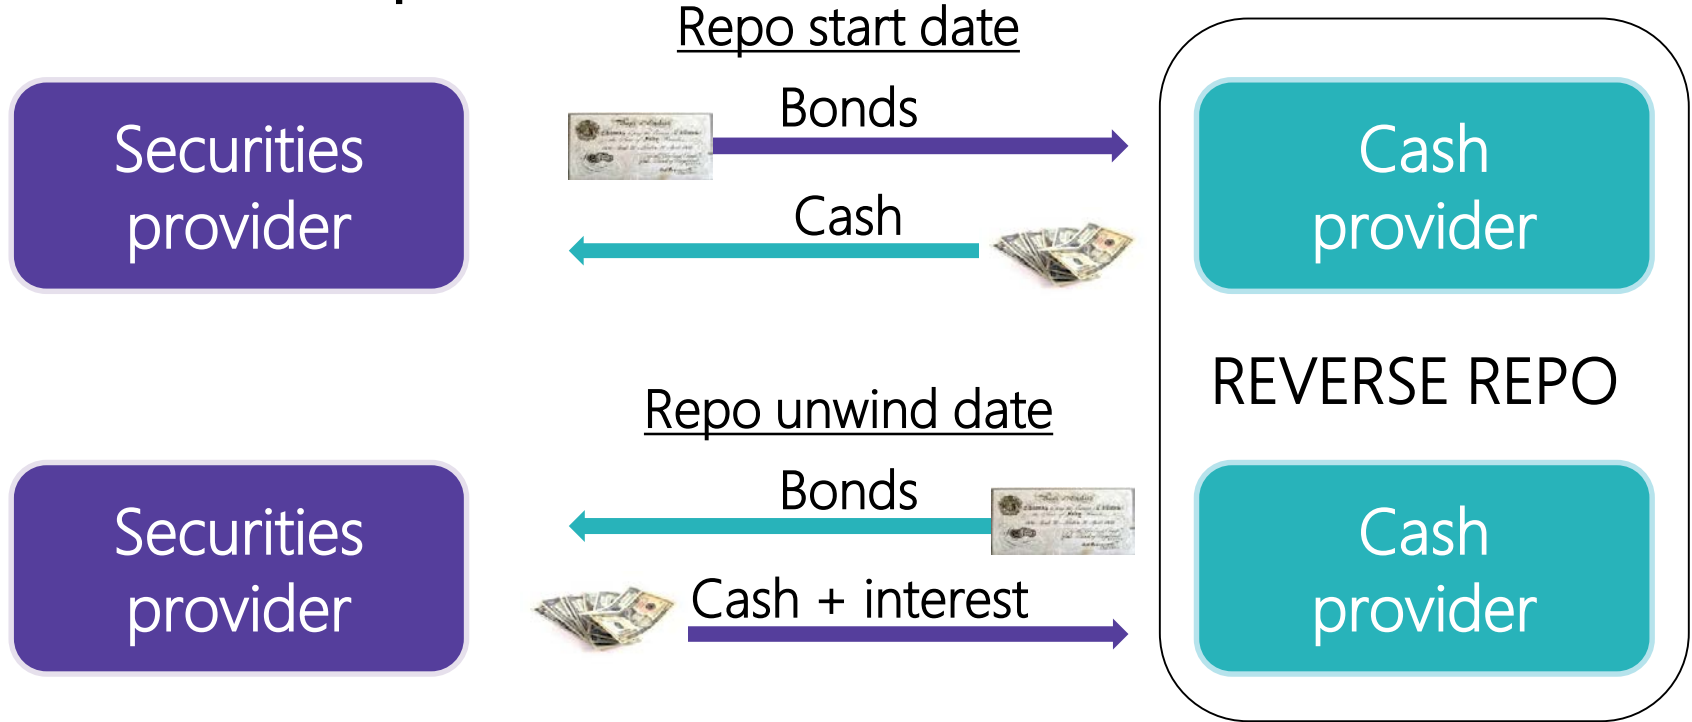 Repo start date
Securities
provider
Bonds
Cash
Cash
provider
REVERSE REPO
Repo unwind date
Securities
provider
Bonds
Cash + interest
Cash
provider